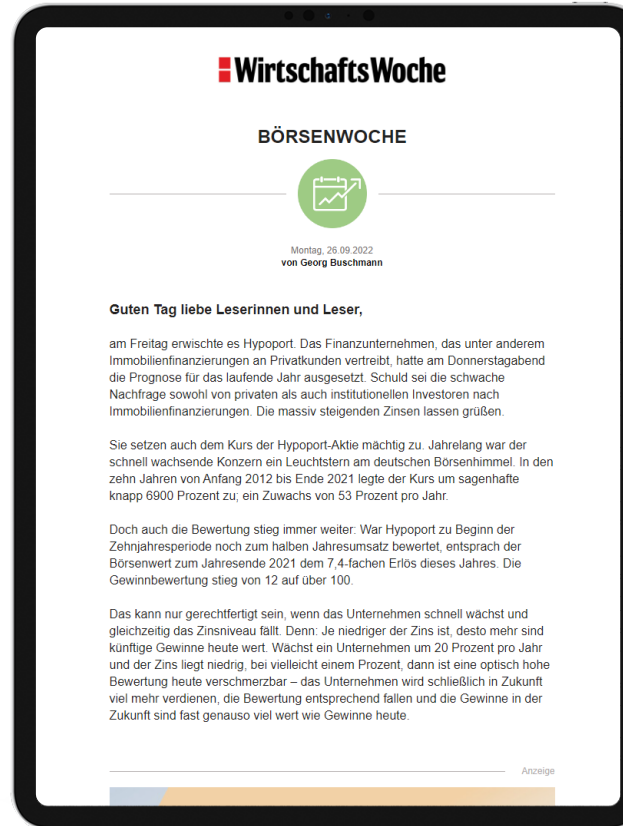 WirtschaftsWoche
BÖRSENWOCHE
Montag, 26.09.2022
von Georg Buschmann
Guten Tag liebe Leserinnen und Leser,
am Freitag erwischte es Hypoport. Das Finanzunternehmen, das unter anderem
Immobilienfinanzierungen an Privatkunden vertreibt, hatte am Donnerstagabend
die Prognose für das laufende Jahr ausgesetzt. Schuld sei die schwache
Nachfrage sowohl von privaten als auch institutionellen Investoren nach
Immobilienfinanzierungen. Die massiv steigenden Zinsen lassen grüßen.
Sie setzen auch dem Kurs der Hypoport-Aktie mächtig zu. Jahrelang war der
schnell wachsende Konzern ein Leuchtstern am deutschen Börsenhimmel. In den
zehn Jahren von Anfang 2012 bis Ende 2021 legte der Kurs um sagenhafte
knapp 6900 Prozent zu; ein Zuwachs von 53 Prozent pro Jahr.
Doch auch die Bewertung stieg immer weiter: War Hypoport zu Beginn der
Zehnjahresperiode noch zum halben Jahresumsatz bewertet, entsprach der
Börsenwert zum Jahresende 2021 dem 7,4-fachen Erlös dieses Jahres. Die
Gewinnbewertung stieg von 12 auf über 100.
Das kann nur gerechtfertigt sein, wenn das Unternehmen schnell wächst und
gleichzeitig das Zinsniveau fällt. Denn: Je niedriger der Zins ist, desto mehr sind
künftige Gewinne heute wert. Wächst ein Unternehmen um 20 Prozent pro Jahr
und der Zins liegt niedrig, bei vielleicht einem Prozent, dann ist eine optisch hohe
Bewertung heute verschmerzbar – das Unternehmen wird schließlich in Zukunft
viel mehr verdienen, die Bewertung entsprechend fallen und die Gewinne in der
Zukunft sind fast genauso viel wert wie Gewinne heute.
Anzeige